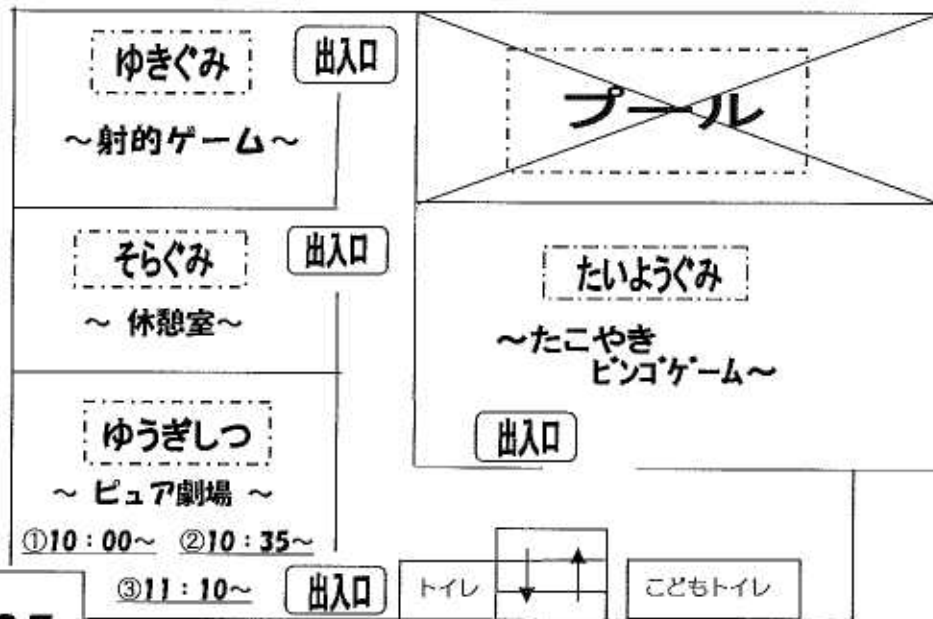 ゆきぐみ
出入口
～射的ゲーム～
プール
そらぐみ
出入口
～ 休憩室～
たいようぐみ
～たこやき
ビンゴゲーム～
出入口
ゆうぎしつ
～ ピュア劇場 ～
①10：00～ ②10：35～
③11：10～
出入口
トイレ
こどもトイレ